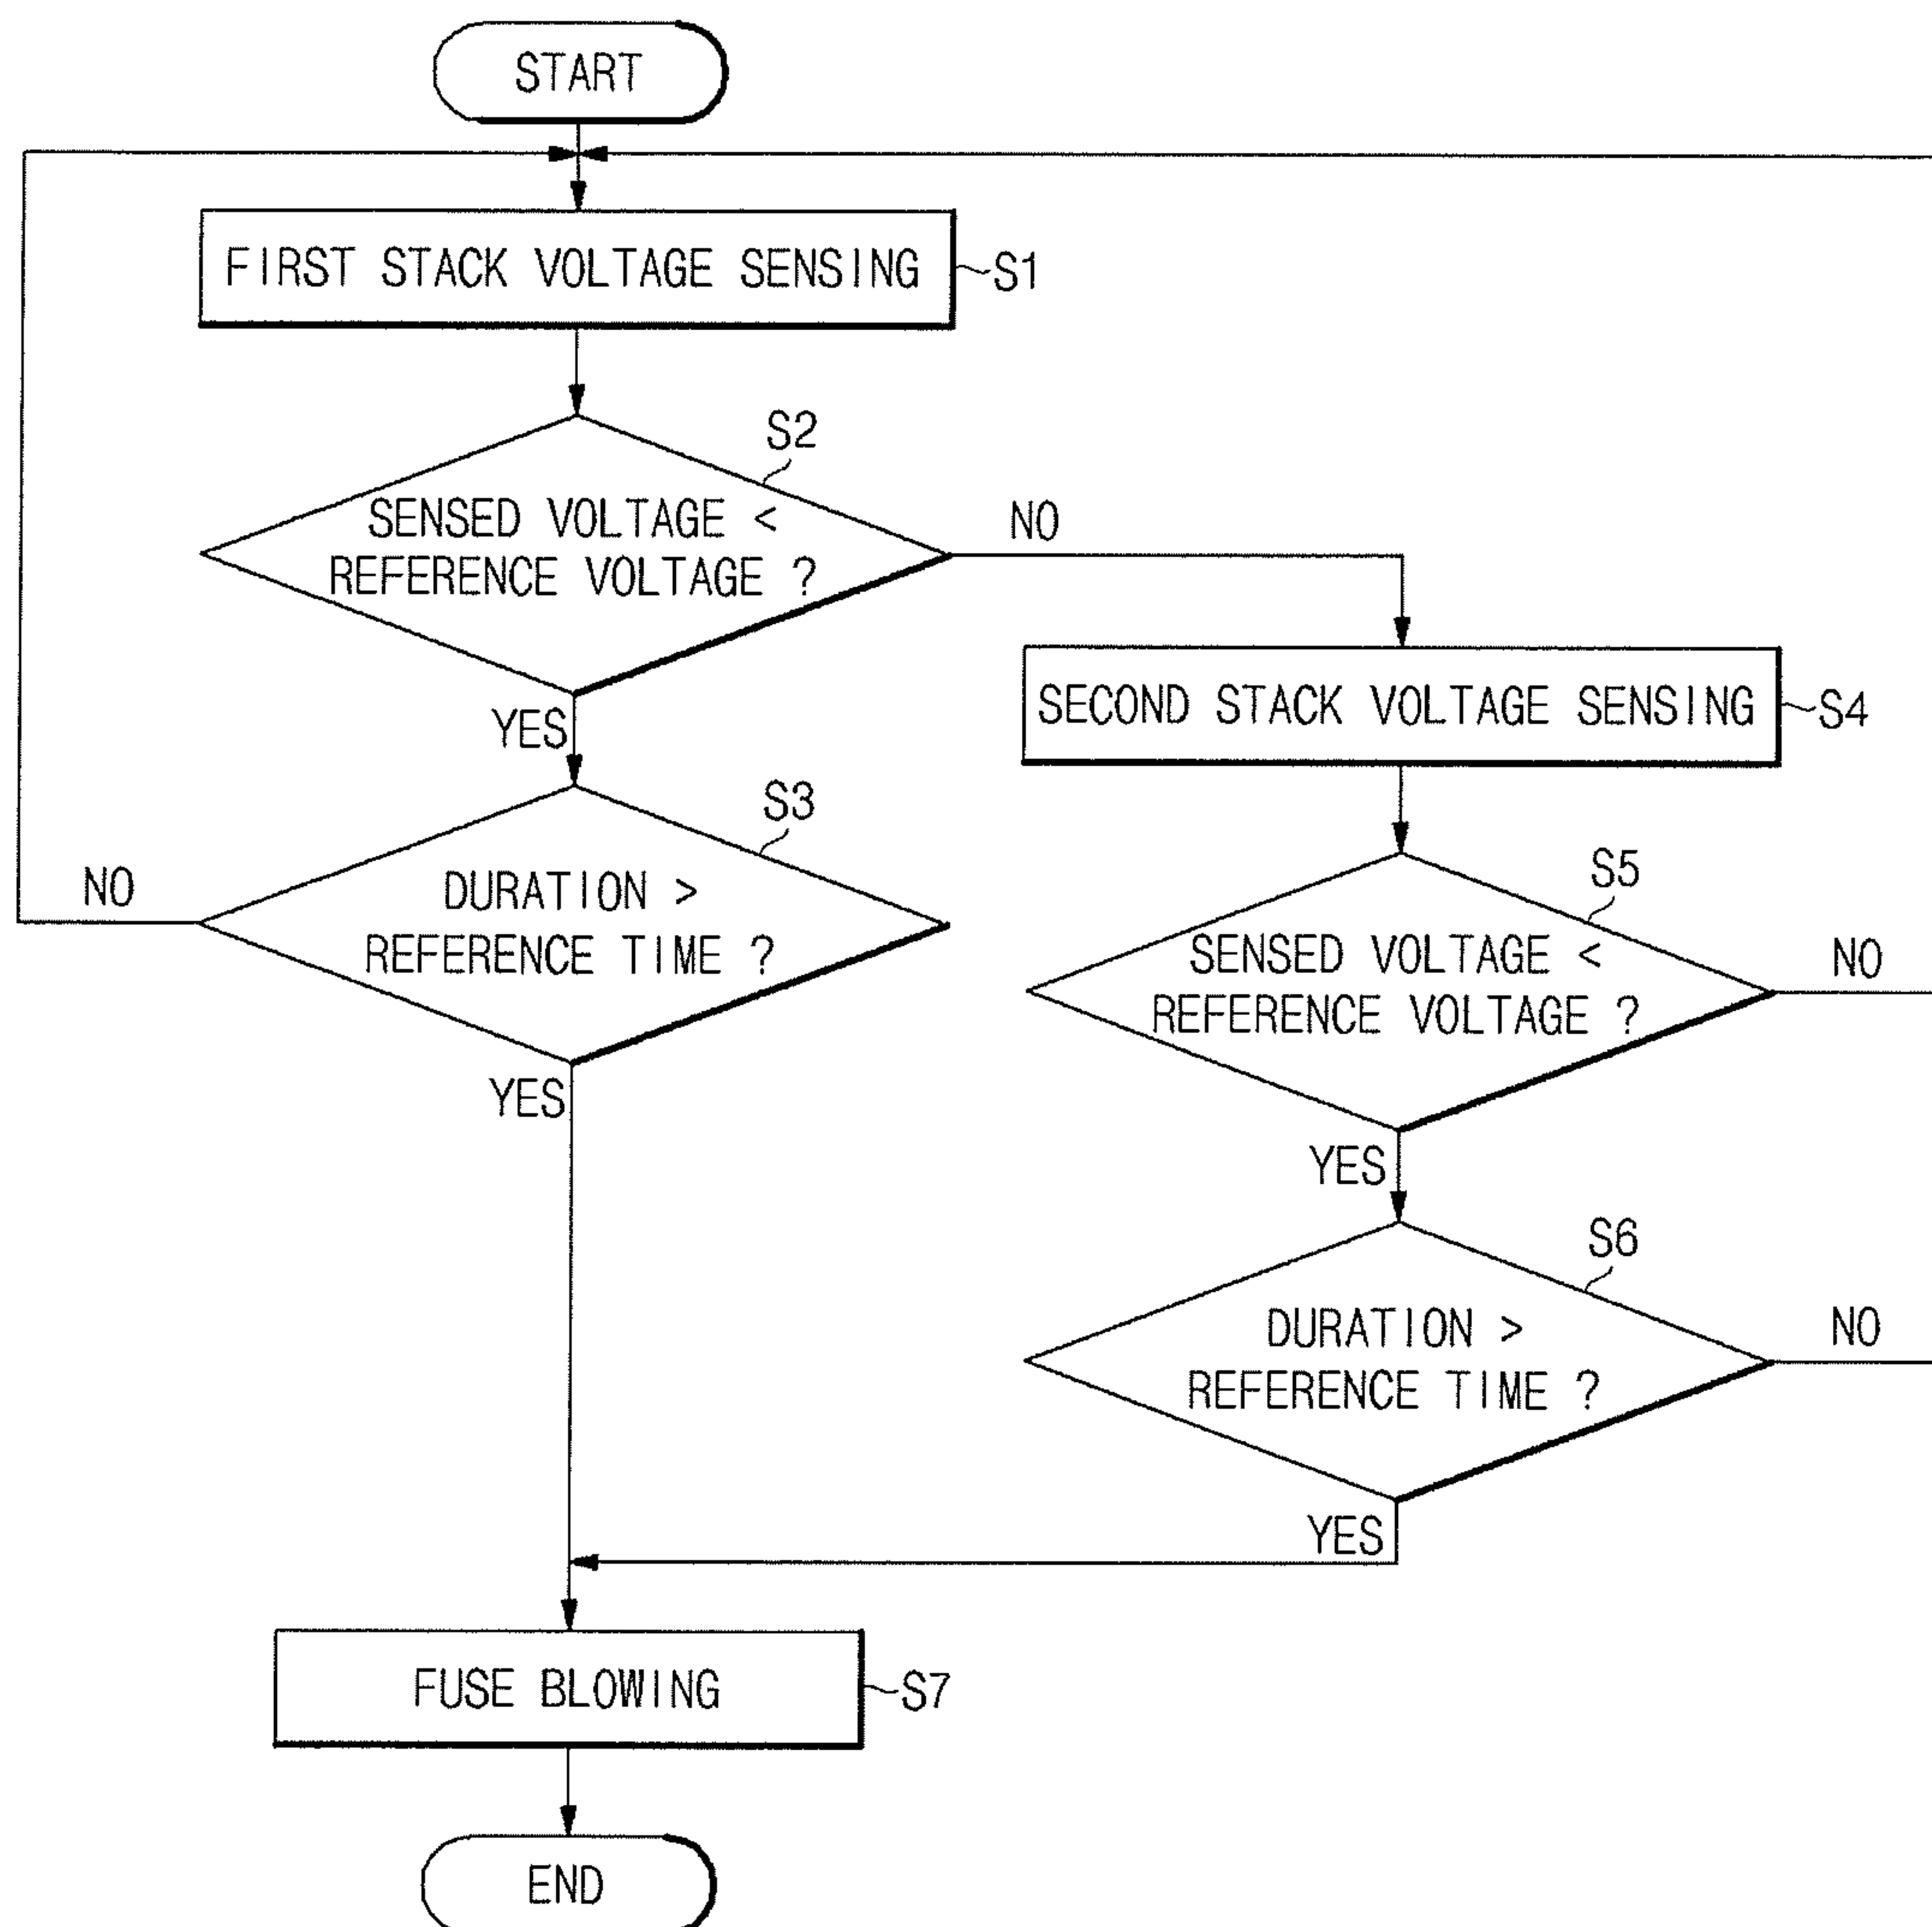 START
FIRST STACK VOLTAGE SENSING
S1
S2
SENSED VOLTAGE <
REFERENCE VOLTAGE ?
NO
YES
SECOND STACK VOLTAGE SENSING
S4
S3
DURATION >
REFERENCE TIME ?
NO
YES
S5
SENSED VOLTAGE <
REFERENCE VOLTAGE ?
NO
YES
S6
DURATION >
REFERENCE TIME ?
NO
YES
FUSE BLOWING
S7
END